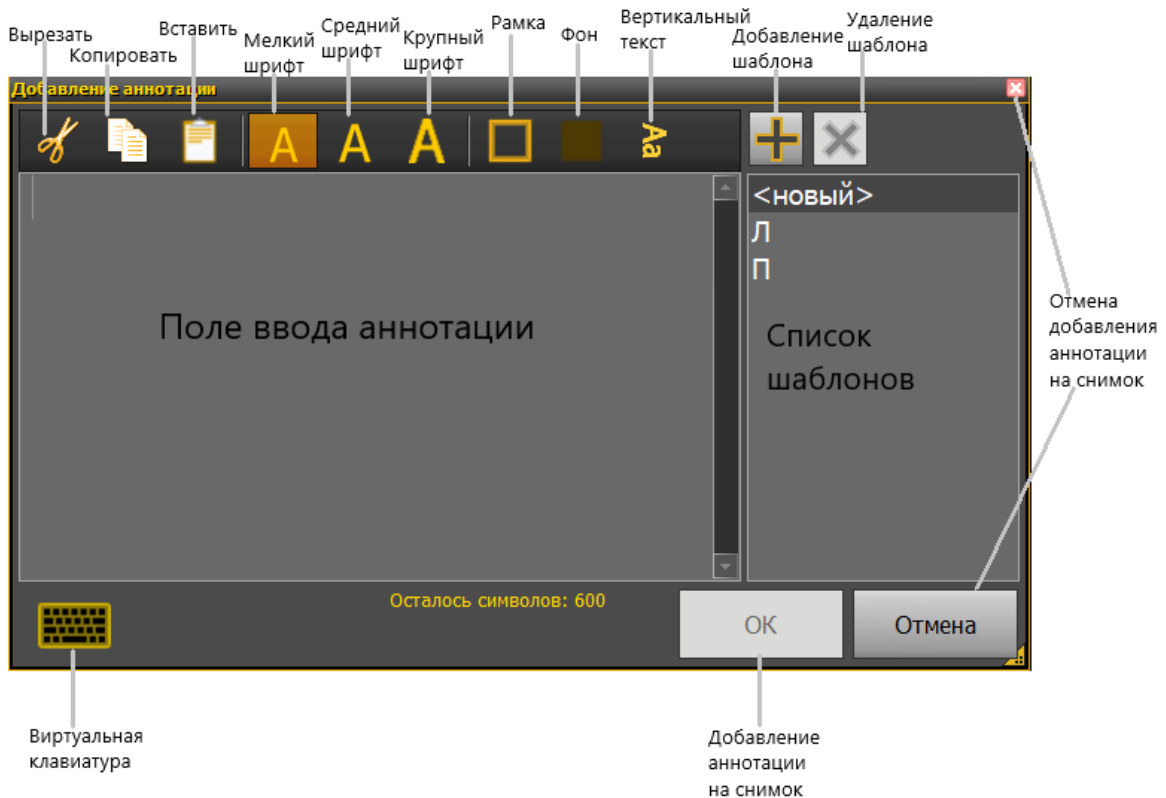 Вырезать
Копировать
Вставить
Мелкий
шрифт
Средний
шрифт
Крупный
шрифт
Рамка
Фон
Вертикальный
текст
Добавление
шаблона
Удаление
шаблона
Добавление аннотации
A
A
A
Aa
<новый>
Л
П
Поле ввода аннотации
Список
шаблонов
Отмена
добавления
аннотации
на снимок
Осталось символов: 600
OK
Отмена
Виртуальная
клавиатура
Добавление
аннотации
на снимок